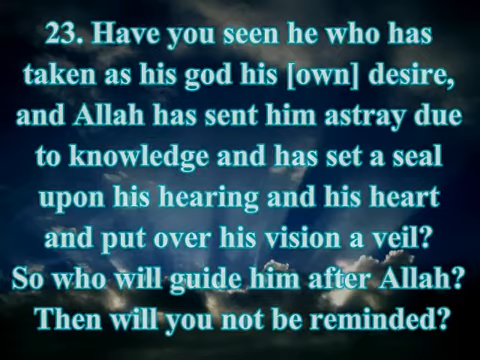 23. Have you seen he who has
taken as his god his [own] desire,
and Allah has sent him astray due
to knowledge and has set a seal
upon his hearing and his heart
and put over his vision a veil?
So who will guide him after Allah?
Then will you not be reminded?